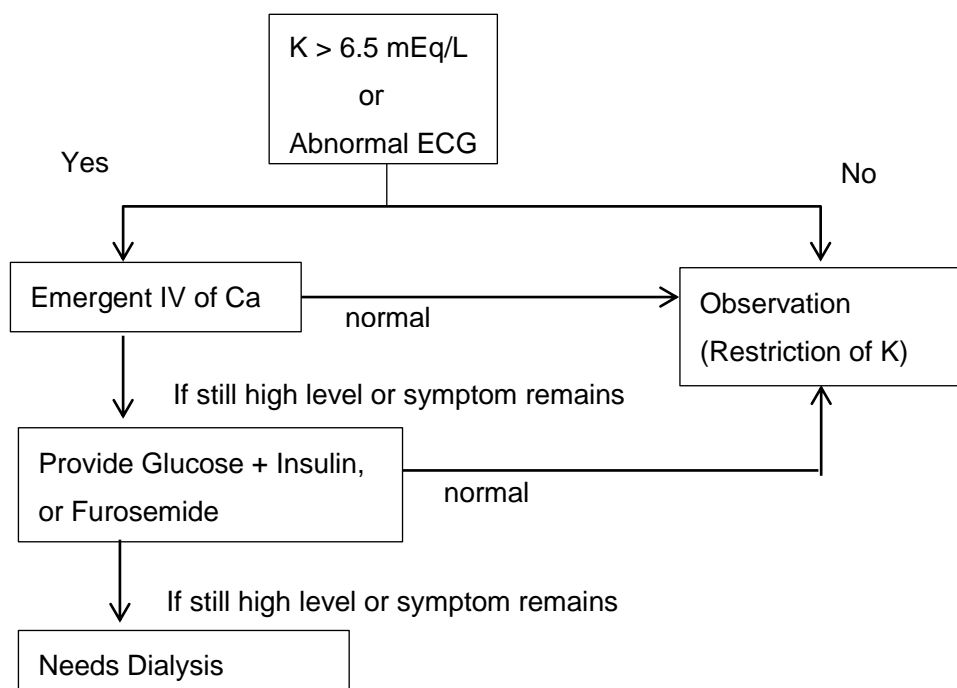 K > 6.5 mEq/L
or
Abnormal ECG
Yes
No
Emergent IV of Ca
normal
Observation
(Restriction of K)
If still high level or symptom remains
Provide Glucose + Insulin,
or Furosemide
normal
If still high level or symptom remains
Needs Dialysis